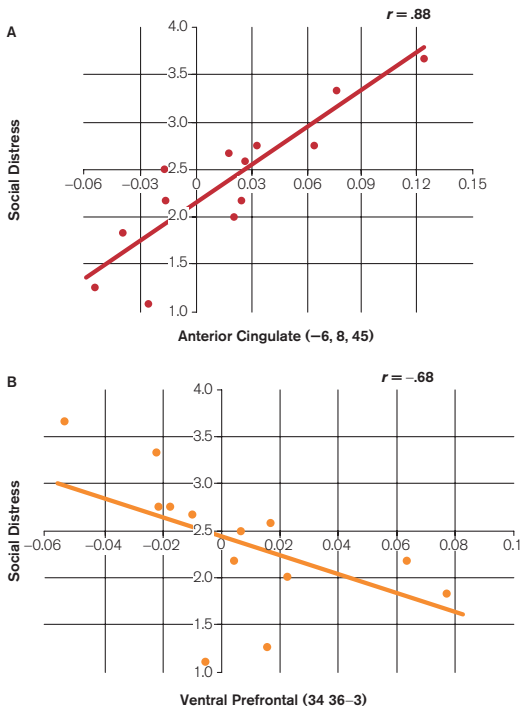 A
r = .88
4.0
3.5
3.0
2.5
-0.06 -0.03 0 0.03 0.06 0.09 0.12 0.15
2.0
1.5
1.0
Social Distress
Anterior Cingulate (−6, 8, 45)
B
r = −.68
4.0
3.5
3.0
2.5
-0.06 -0.04 -0.02 0 0.02 0.04 0.06 0.08 0.1
2.0
1.5
1.0
Social Distress
Ventral Prefrontal (34 36–3)